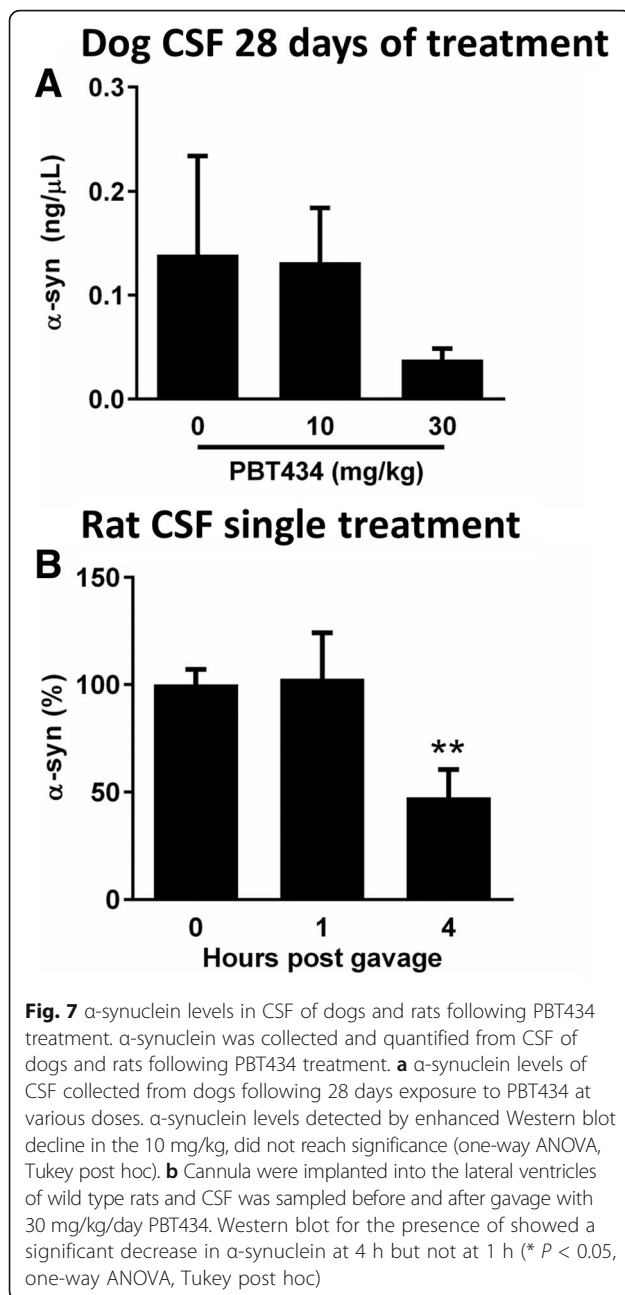 Dog CSF 28 days of treatment
A
0.3
0.2
0.1
0.0
α-syn (ng/μL)
0 10 30
PBT434 (mg/kg)
Rat CSF single treatment
B
150
100
50
0
α-syn (%)
**
0 1 4
Hours post gavage
Fig. 7 α-synuclein levels in CSF of dogs and rats following PBT434
treatment. α-synuclein was collected and quantified from CSF of
dogs and rats following PBT434 treatment. a α-synuclein levels of
CSF collected from dogs following 28 days exposure to PBT434 at
various doses. α-synuclein levels detected by enhanced Western blot
decline in the 10 mg/kg, did not reach significance (one-way ANOVA,
Tukey post hoc). b Cannula were implanted into the lateral ventricles
of wild type rats and CSF was sampled before and after gavage with
30 mg/kg/day PBT434. Western blot for the presence of showed a
significant decrease in α-synuclein at 4 h but not at 1 h (* P < 0.05,
one-way ANOVA, Tukey post hoc)